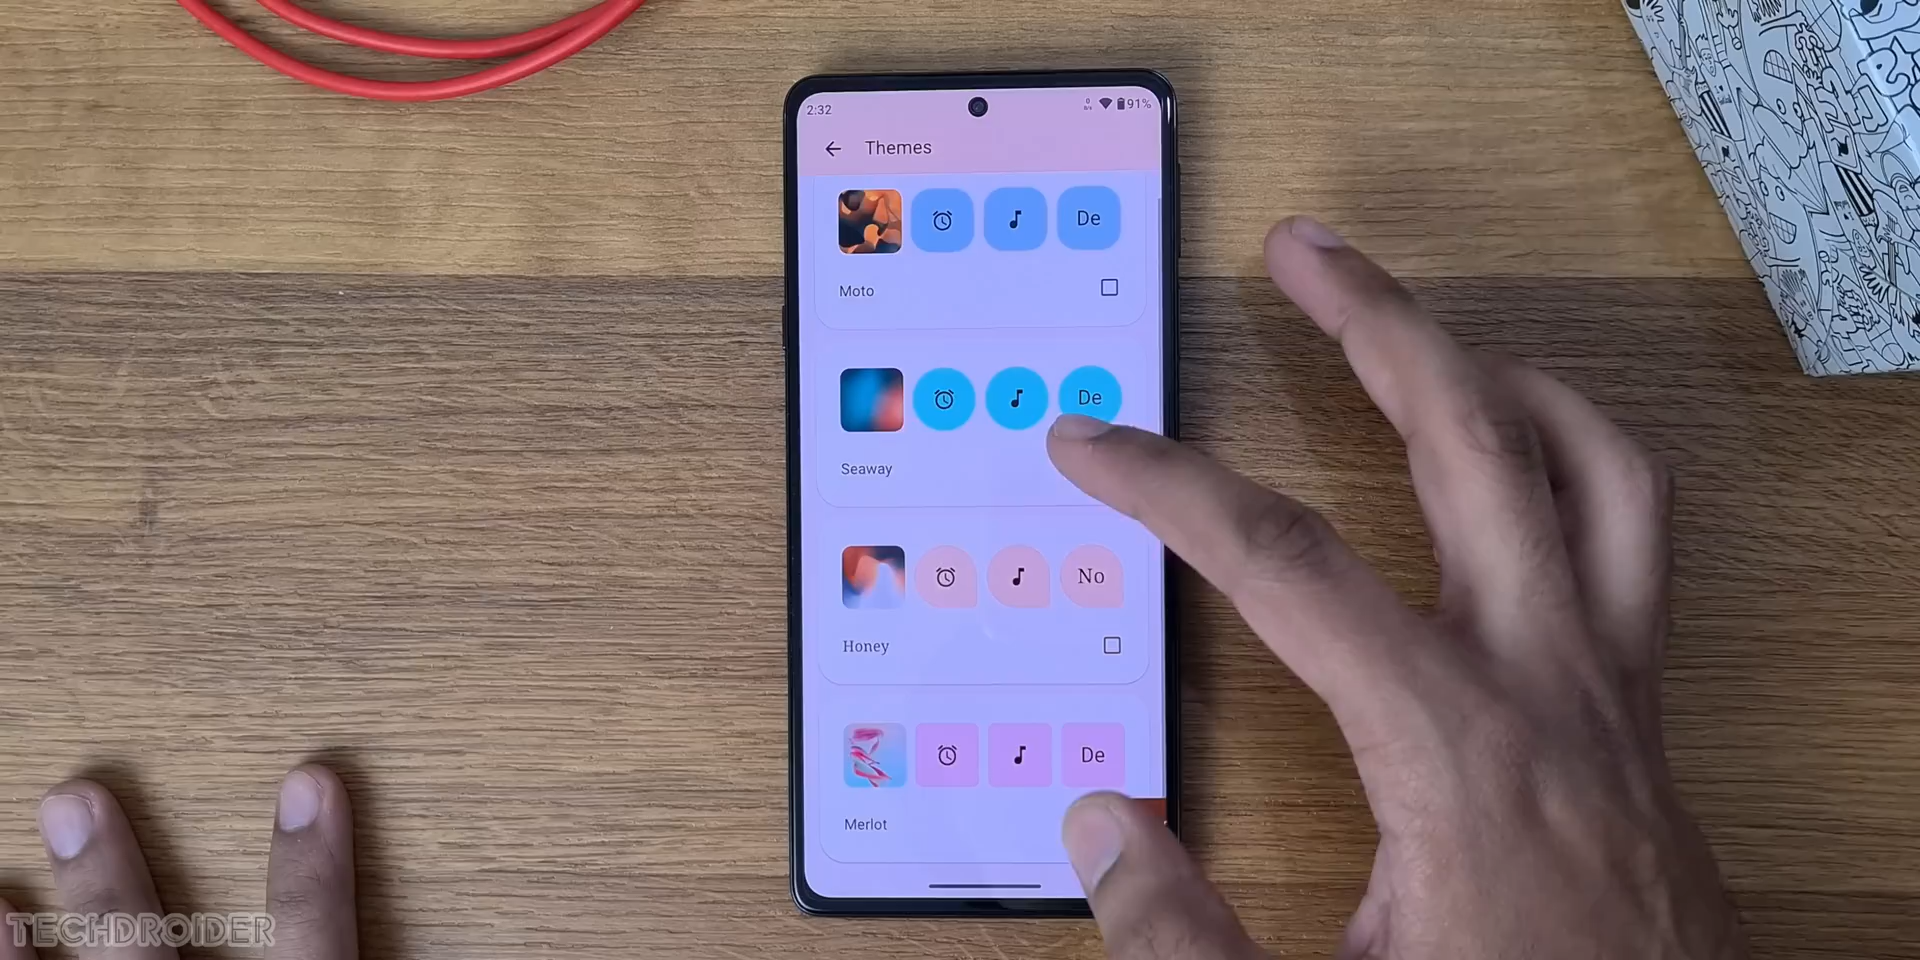 2:32
91%
Themes
De
Moto
De
Seaway
No
Honey
De
Merlot
TECHDROIDER